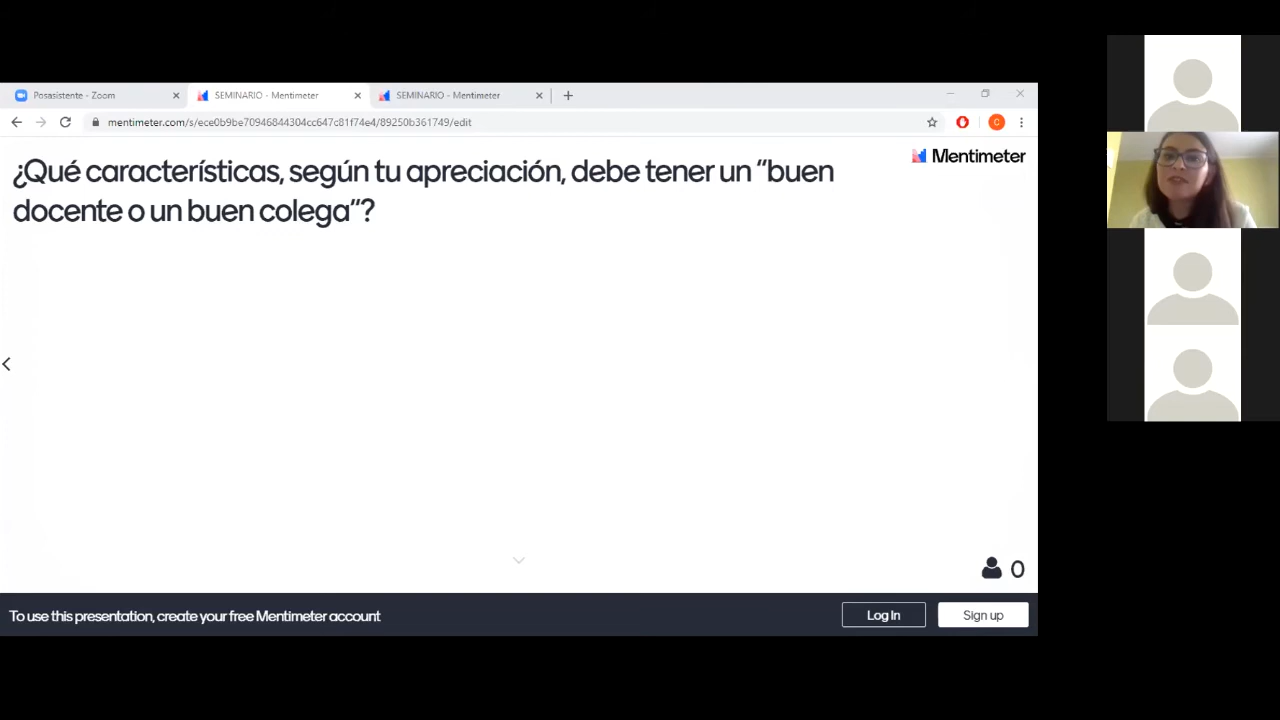 Posasistente - Zoom
SEMINARIO - Mentimeter
SEMINARIO - Mentimeter
mentimeter.com/s/ece0b9be70946844304cc647c81f74e4/89250b361749/edit
C
Mentimeter
¿Qué características, según tu apreciación, debe tener un “buen
docente o un buen colega“?
0
To use this presentation, create your free Mentimeter account
Log In
Sign up